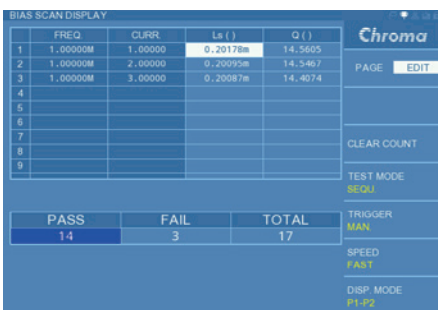 BIAS SCAN DISPLAY
Chroma
FREQ. CURR. Ls ( ) Q ( )
1 1.00000M 1.00000 0.20178m 14.5605
2 1.00000M 2.00000 0.20095m 14.5467
3 1.00000M 3.00000 0.20087m 14.4074
4
5
6
7
8
9
PASS FAIL TOTAL
14 3 17
PAGE EDIT
CLEAR COUNT
TEST MODE
SEQU.
TRIGGER
MAN.
SPEED
FAST
DISP. MODE
P1-P2